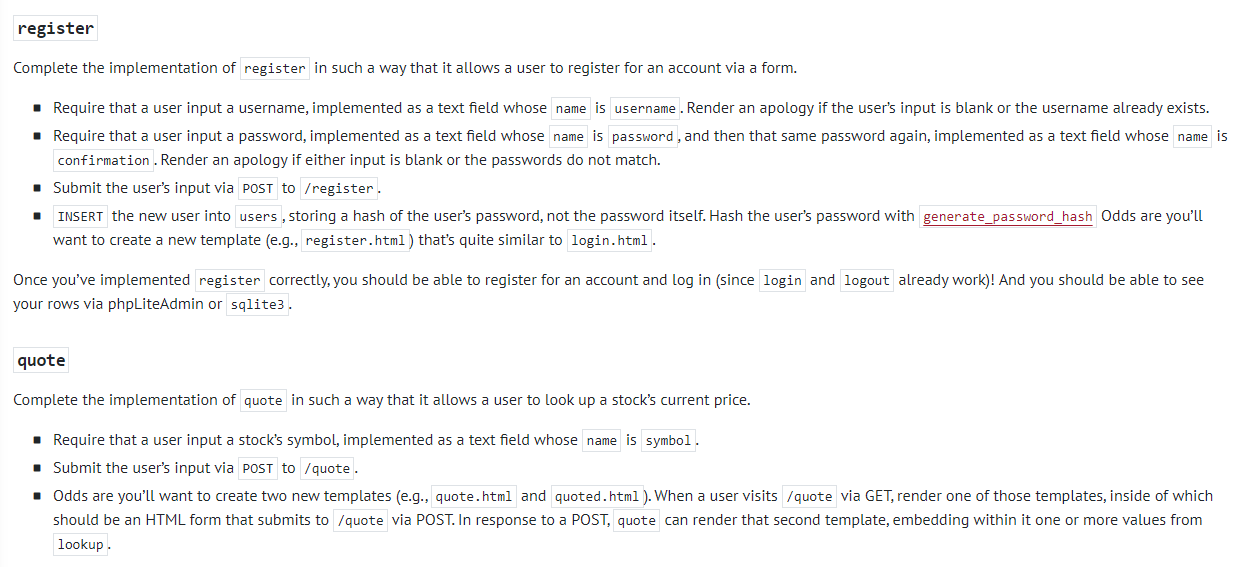 register
Complete the implementation of register in such a way that it allows a user to register for an account via a form.
Require that a user input a username, implemented as a text field whose name is username. Render an apology if the user’s input is blank or the username already exists.
Require that a user input a password, implemented as a text field whose name is password, and then that same password again, implemented as a text field whose name is
confirmation. Render an apology if either input is blank or the passwords do not match.
Submit the user’s input via POST to /register.
INSERT the new user into users, storing a hash of the user’s password, not the password itself. Hash the user’s password with generate_password_hash Odds are you’ll
want to create a new template (e.g., register.html) that’s quite similar to login.html.
Once you’ve implemented register correctly, you should be able to register for an account and log in (since login and logout already work)! And you should be able to see
your rows via phpLiteAdmin or sqlite3.
quote
Complete the implementation of quote in such a way that it allows a user to look up a stock’s current price.
Require that a user input a stock’s symbol, implemented as a text field whose name is symbol.
Submit the user’s input via POST to /quote.
Odds are you’ll want to create two new templates (e.g., quote.html and quoted.html). When a user visits /quote via GET, render one of those templates, inside of which
should be an HTML form that submits to /quote via POST. In response to a POST, quote can render that second template, embedding within it one or more values from
lookup.